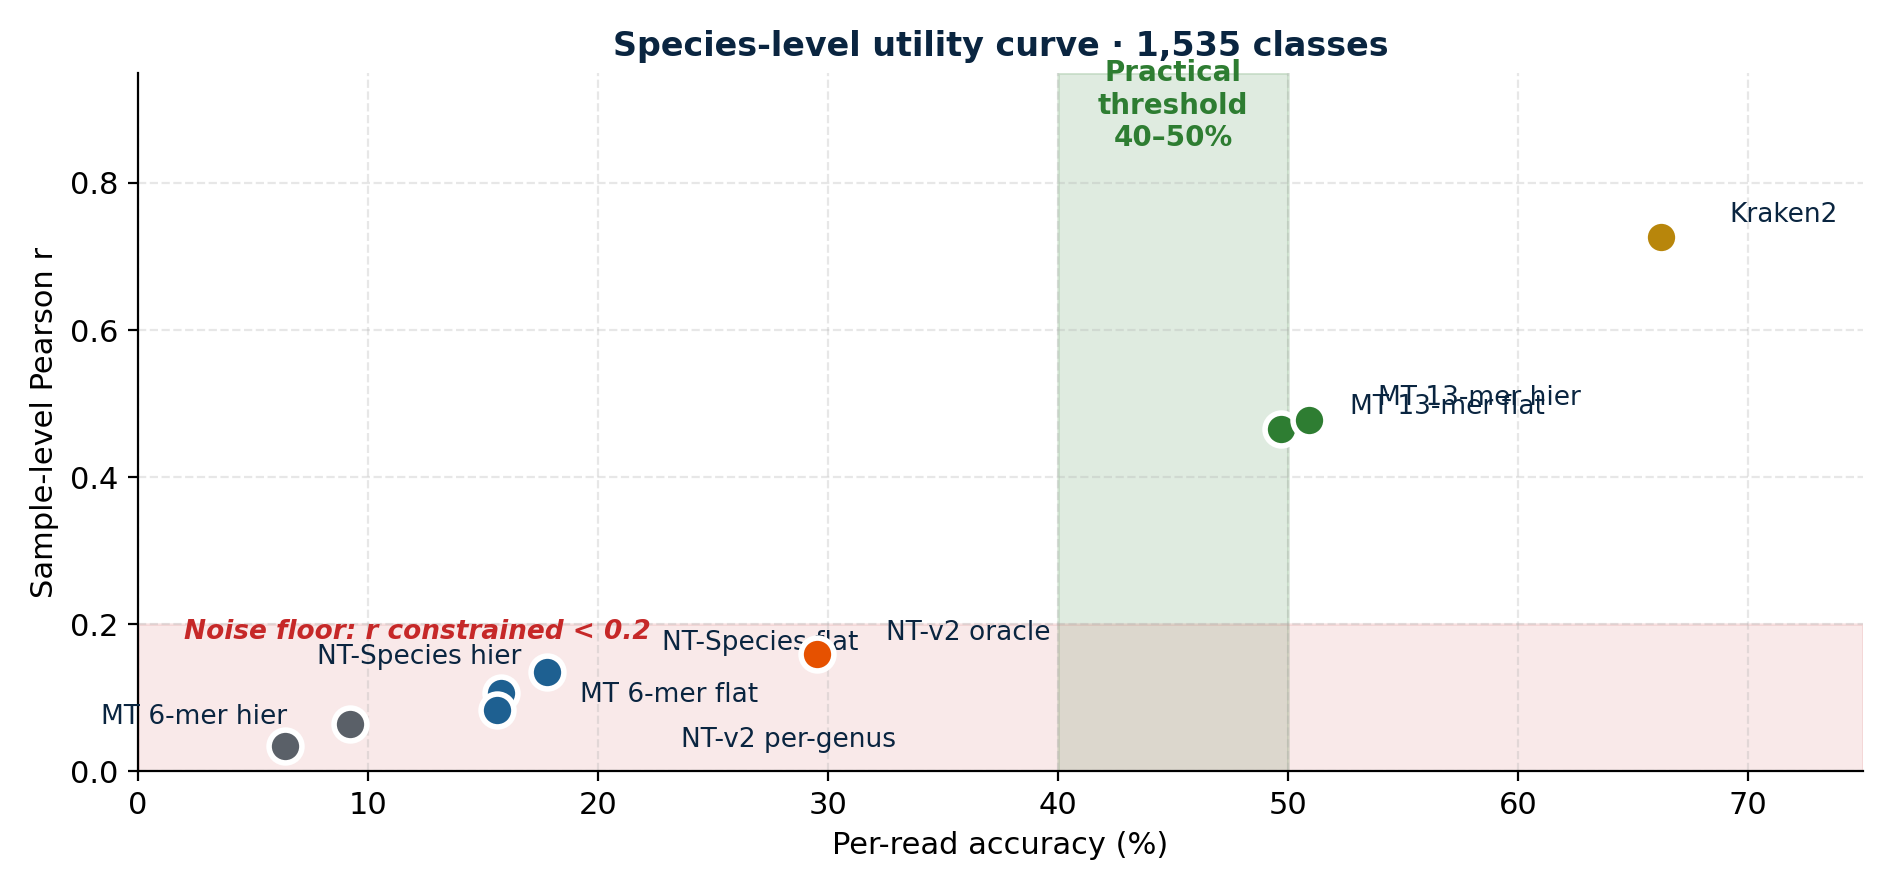 Species-level utility curve · 1,535 classes
Practical
threshold
40–50%
Kraken2
MT 13-mer hier
MT 13-mer flat
Noise floor: r constrained < 0.2
NT-Species flat
NT-v2 oracle
NT-Species hier
MT 6-mer flat
MT 6-mer hier
NT-v2 per-genus
Sample-level Pearson r
0.8
0.6
0.4
0.2
0.0
0 10 20 30 40 50 60 70
Per-read accuracy (%)